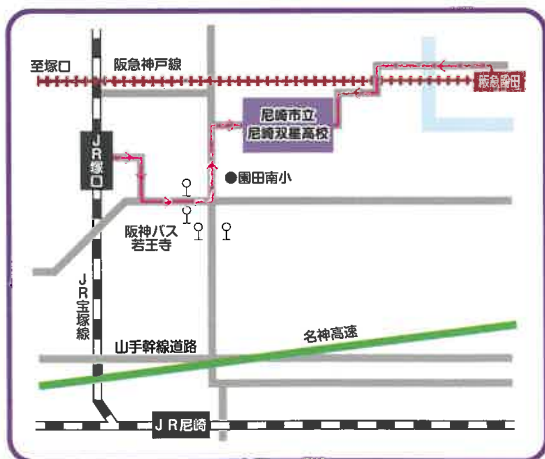 至塚口
阪急神戸線
阪急園田
尼崎市立
尼崎双星高校
JR塚口
●園田南小
阪神バス
若王寺
JR宝塚線
山手幹線道路
名神高速
JR尼崎